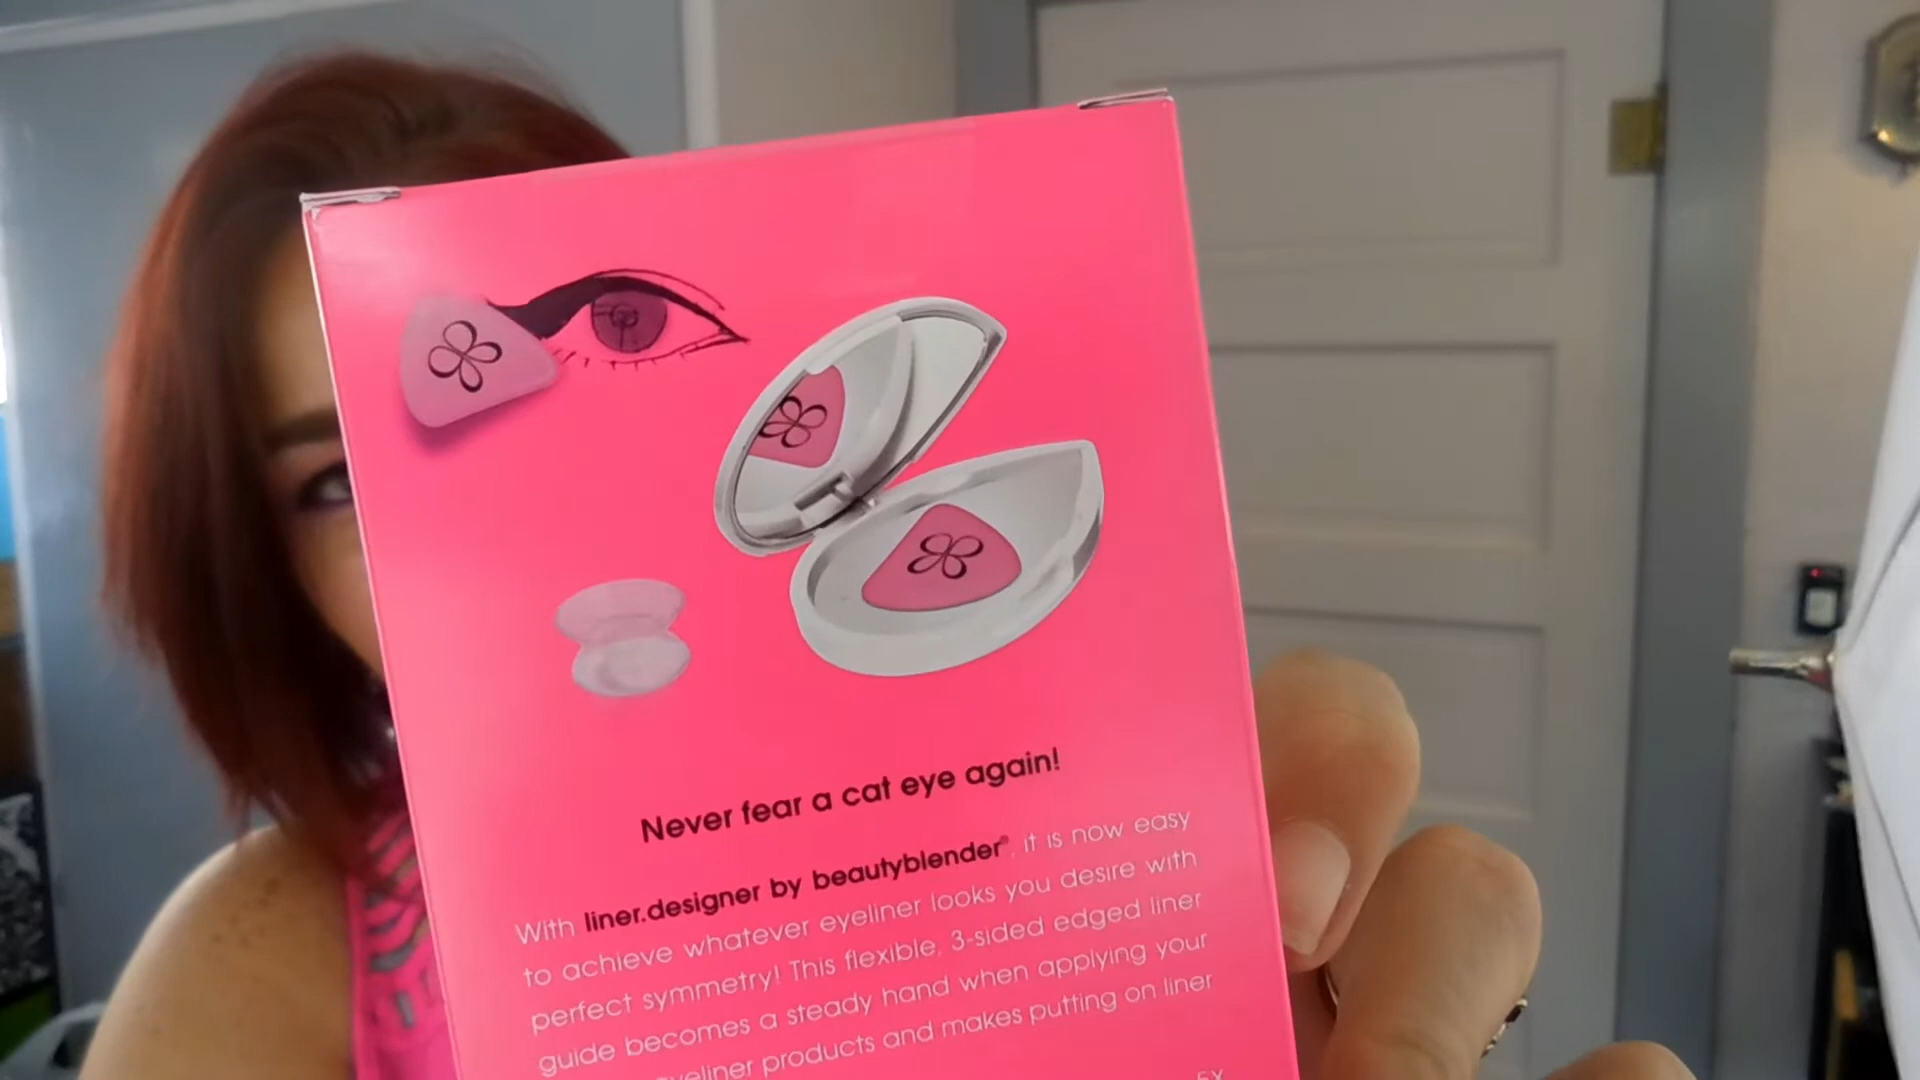 Never fear a cat eye again!
With liner.designer by beautyblender®, it is now easy
to achieve whatever eyeliner looks you desire with
perfect symmetry! This flexible, 3-sided edged liner
guide becomes a steady hand when applying your
eyeliner products and makes putting on liner
5X